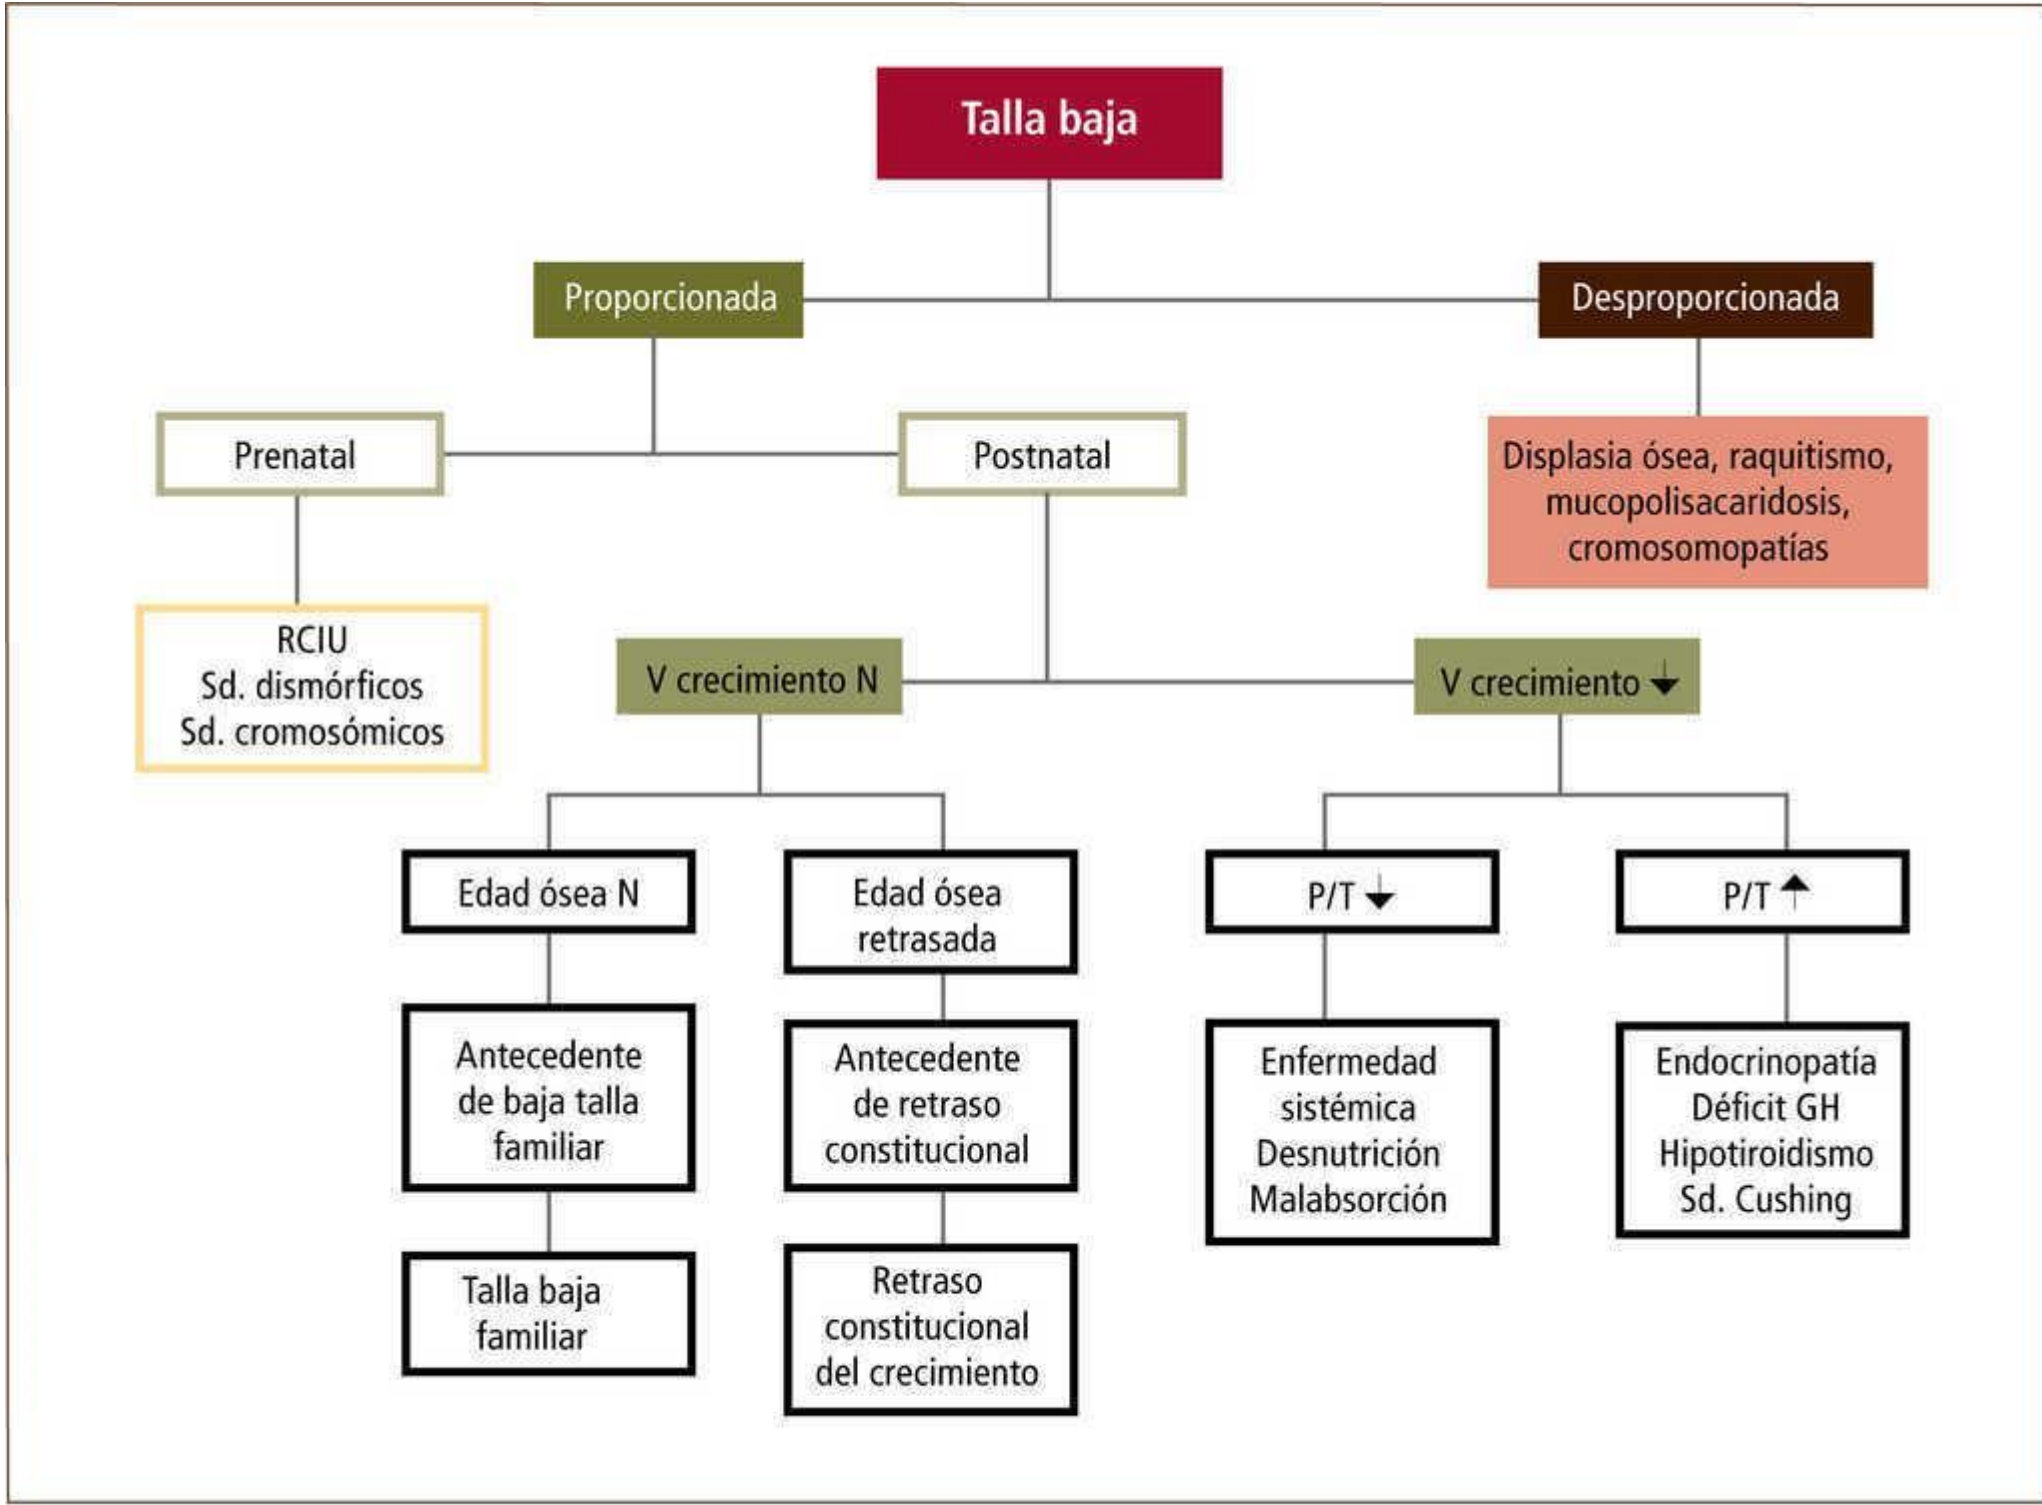 Talla baja
Proporcionada
Desproporcionada
Prenatal
Postnatal
Displasia ósea, raquitismo,
mucopolisacaridosis,
cromosomopatías
RCIU
Sd. dismórficos
Sd. cromosómicos
V crecimiento N
V crecimiento ↓
Edad ósea N
Edad ósea
retrasada
P/T ↓
P/T ↑
Antecedente
de baja talla
familiar
Antecedente
de retraso
constitucional
Enfermedad
sistémica
Desnutrición
Malabsorción
Endocrinopatía
Déficit GH
Hipotiroidismo
Sd. Cushing
Talla baja
familiar
Retraso
constitucional
del crecimiento